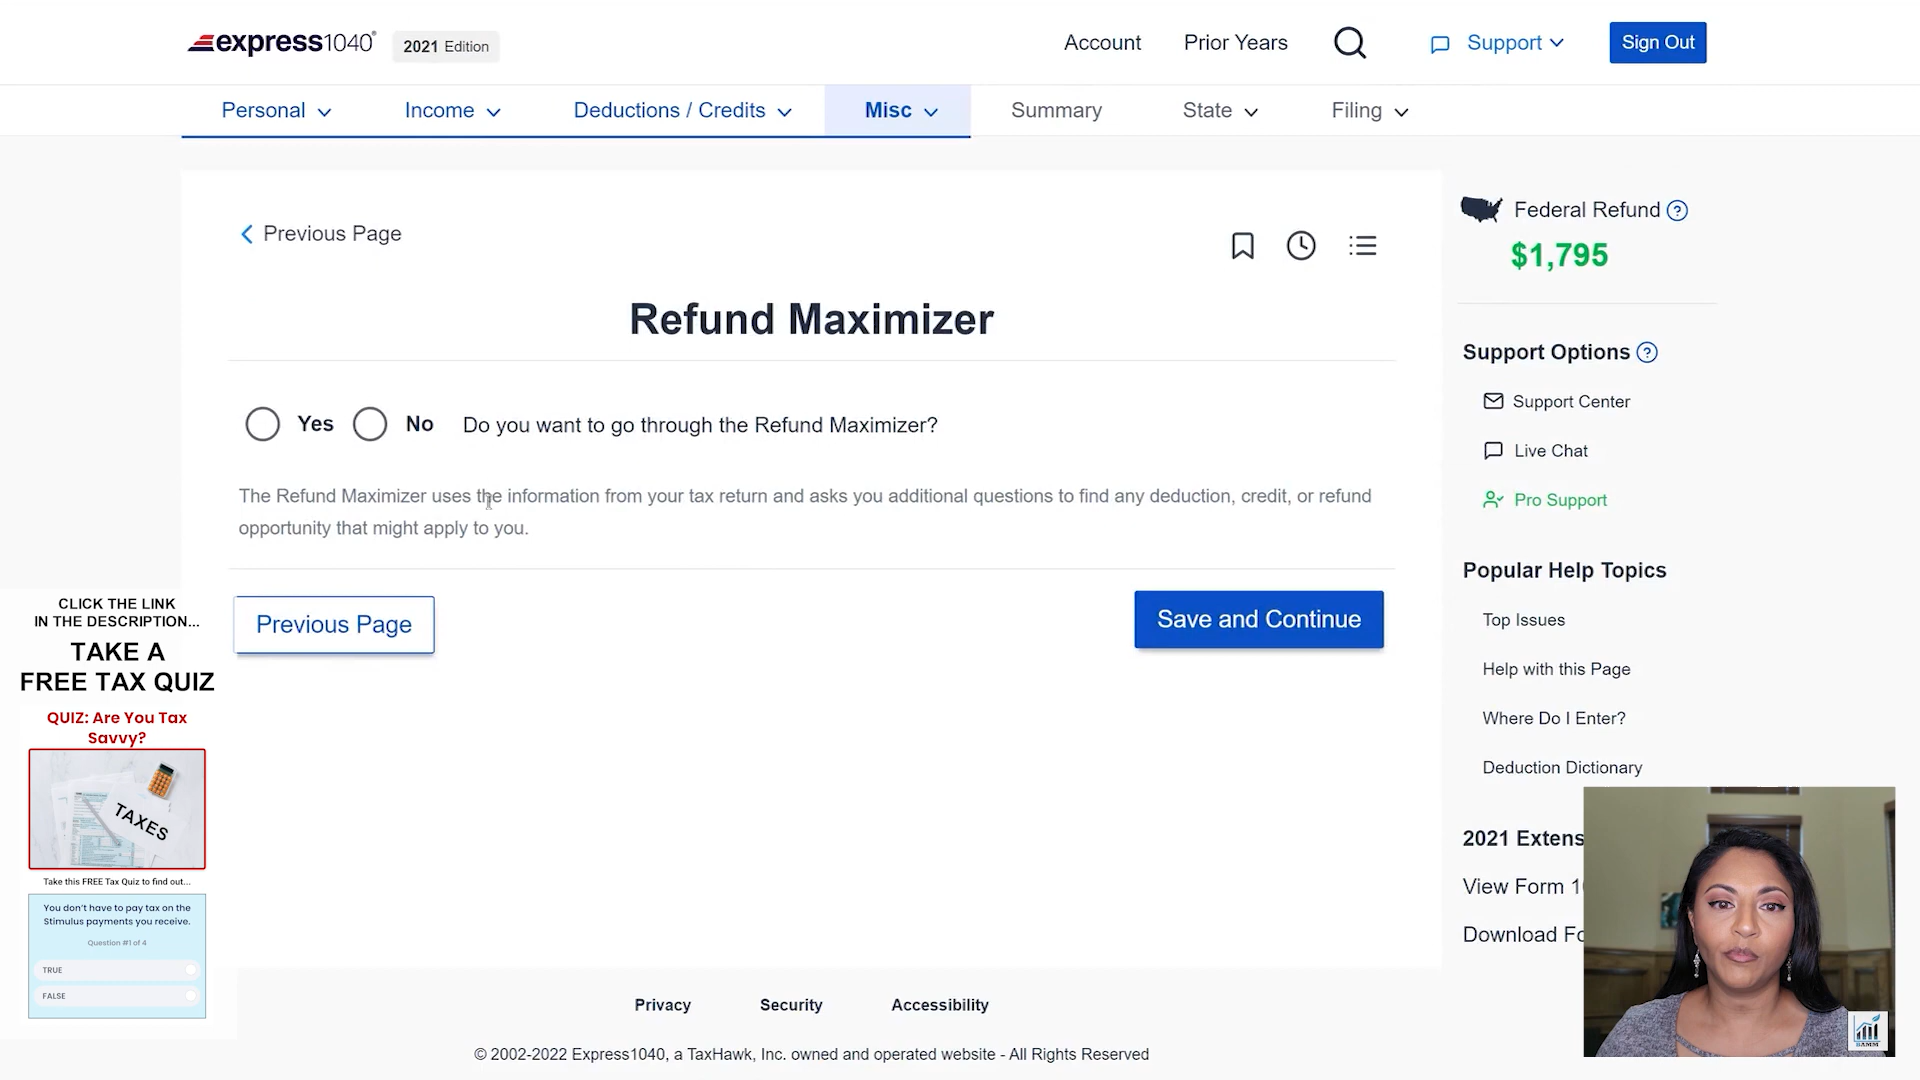 express1040®
2021 Edition
Account
Prior Years
Support
Sign Out
Personal
Income
Deductions / Credits
Misc
Summary
State
Filing
Previous Page
Refund Maximizer
Yes
No
Do you want to go through the Refund Maximizer?
The Refund Maximizer uses the information from your tax return and asks you additional questions to find any deduction, credit, or refund
opportunity that might apply to you.
Previous Page
Save and Continue
Federal Refund ?
$1,795
Support Options ?
Support Center
Live Chat
Pro Support
Popular Help Topics
Top Issues
Help with this Page
Where Do I Enter?
Deduction Dictionary
2021 Extens
View Form 1
Download Fo
CLICK THE LINK
IN THE DESCRIPTION...
TAKE A
FREE TAX QUIZ
QUIZ: Are You Tax
Savvy?
TAXES
Take this FREE Tax Quiz to find out...
You don't have to pay tax on the
Stimulus payments you receive.
Question #1 of 4
TRUE
FALSE
Privacy
Security
Accessibility
© 2002-2022 Express1040, a TaxHawk, Inc. owned and operated website - All Rights Reserved